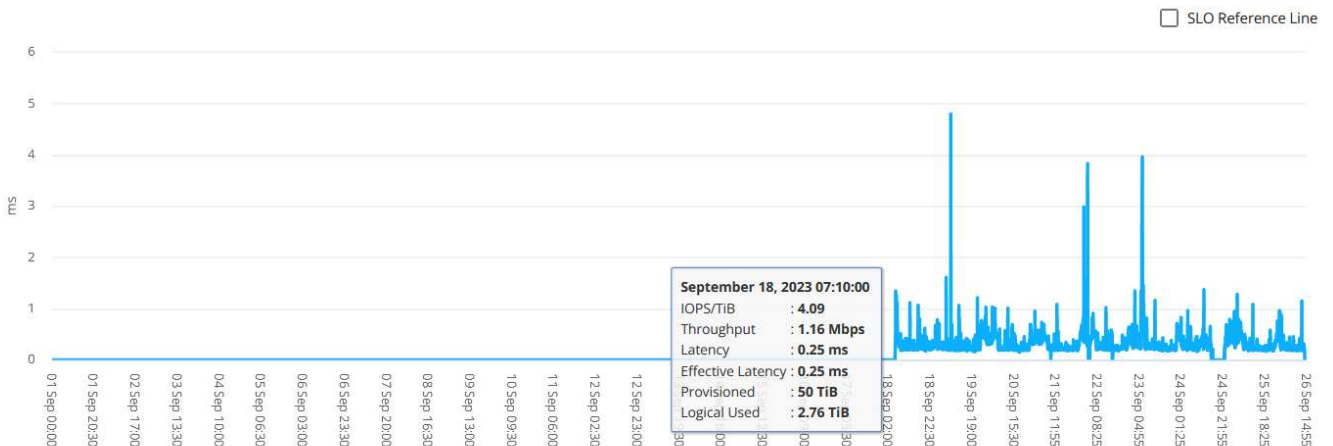 SLO Reference Line
6
5
4
3
2
1
0
ms
September 18, 2023 07:10:00
IOPS/TiB : 4.09
Throughput : 1.16 Mbps
Latency : 0.25 ms
Effective Latency : 0.25 ms
Provisioned : 50 TiB
Logical Used : 2.76 TiB
01 Sep 00:00
01 Sep 20:30
02 Sep 17:00
03 Sep 13:30
04 Sep 10:00
05 Sep 06:30
06 Sep 03:00
06 Sep 23:30
07 Sep 20:00
08 Sep 16:30
09 Sep 13:00
10 Sep 09:30
11 Sep 06:00
12 Sep 02:30
12 Sep 23:00
18 Sep 02:00
18 Sep 22:30
19 Sep 19:00
20 Sep 15:30
21 Sep 11:55
22 Sep 08:25
23 Sep 04:55
24 Sep 01:25
24 Sep 21:55
25 Sep 18:25
26 Sep 14:55